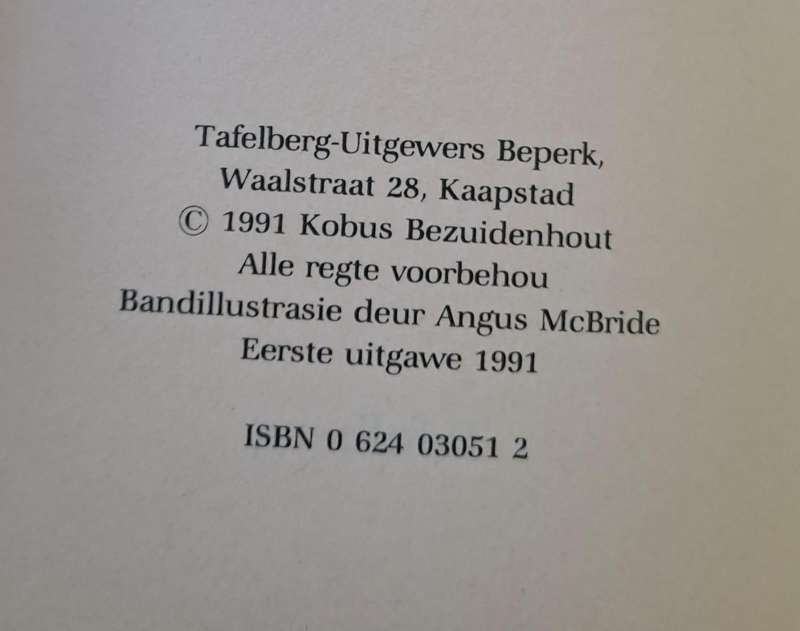 Tafelberg-Uitgewers Beperk,
Waalstraat 28, Kaapstad
© 1991 Kobus Bezuidenhout
Alle regte voorbehou
Bandillustrasie deur Angus McBride
Eerste uitgawe 1991
ISBN 0 624 03051 2